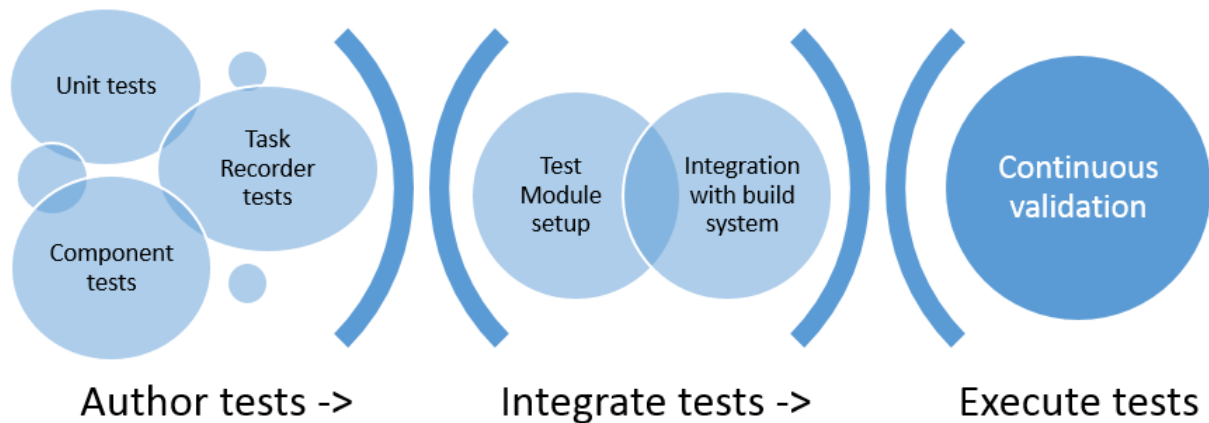 Unit tests
Task
Recorder
tests
Component
tests
Test
Module
setup
Integration
with build
system
Continuous
validation
Author tests ->
Integrate tests ->
Execute tests